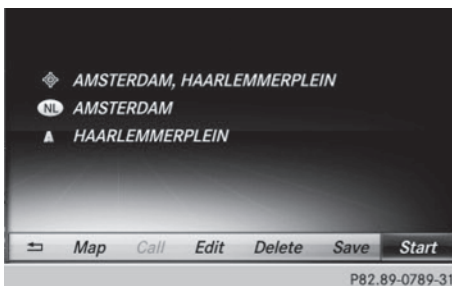 AMSTERDAM, HAARLEMMERPLEIN
NL AMSTERDAM
HAARLEMMERPLEIN
Map Call Edit Delete Save Start
P82.89-0789-31